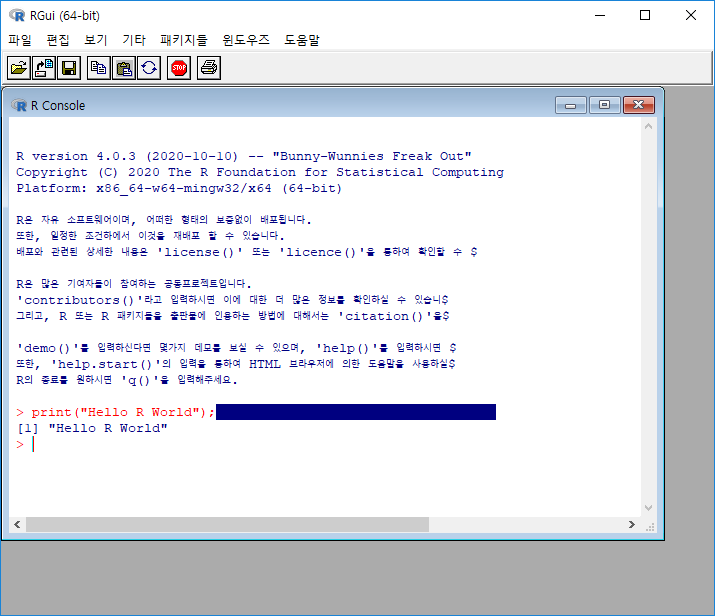 RGui (64-bit)
파일 편집 보기 기타 패키지들 윈도우즈 도움말
STOP
R Console
R version 4.0.3 (2020-10-10) -- "Bunny-Wunnies Freak Out"
Copyright (C) 2020 The R Foundation for Statistical Computing
Platform: x86_64-w64-mingw32/x64 (64-bit)
R은 자유 소프트웨어이며, 어떠한 형태의 보증없이 배포됩니다.
또한, 일정한 조건하에서 이것을 재배포 할 수 있습니다.
배포와 관련된 상세한 내용은 'license()' 또는 'licence()'을 통하여 확인할 수 $
R은 많은 기여자들이 참여하는 공동프로젝트입니다.
'contributors()'라고 입력하시면 이에 대한 더 많은 정보를 확인하실 수 있습니$
그리고, R 또는 R 패키지들을 출판물에 인용하는 방법에 대해서는 'citation()'을$
'demo()'를 입력하신다면 몇가지 데모를 보실 수 있으며, 'help()'를 입력하시면 $
또한, 'help.start()'의 입력을 통하여 HTML 브라우저에 의한 도움말을 사용하실$
R의 종료를 원하시면 'q()'을 입력해주세요.
> print("Hello R World");
[1] "Hello R World"
>